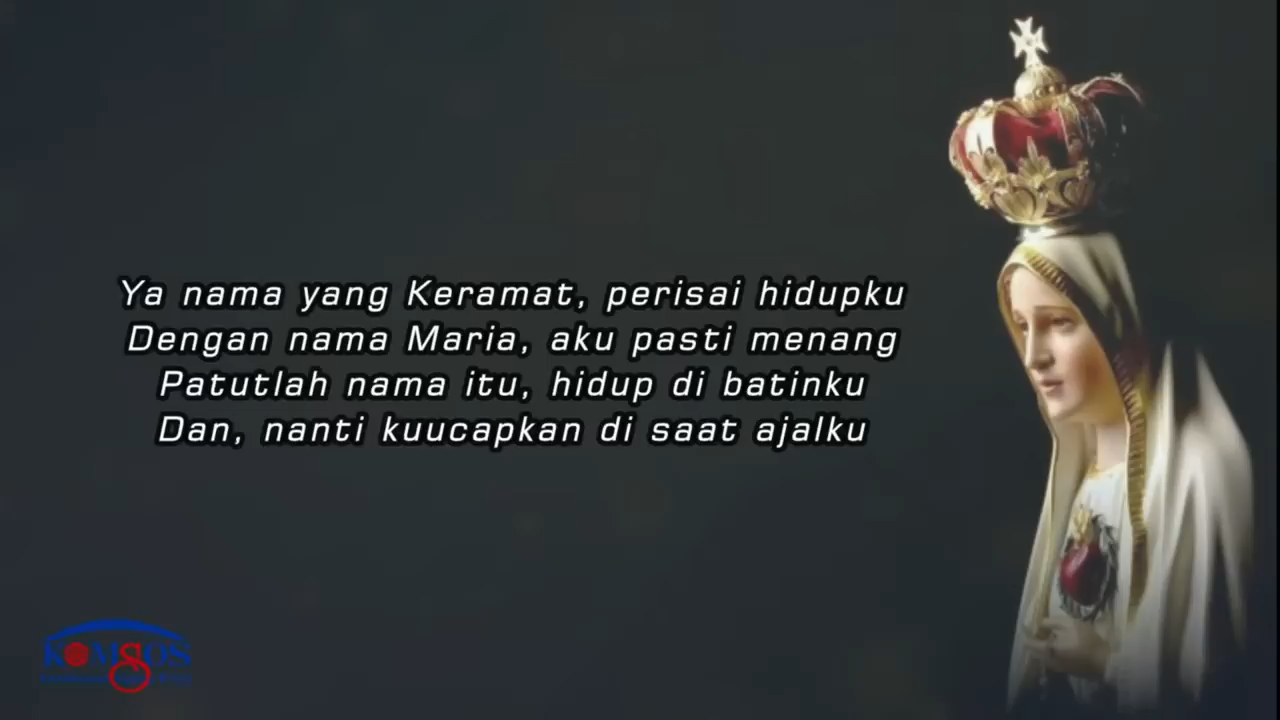 Ya nama yang Keramat, perisai hidupku
Dengan nama Maria, aku pasti menang
Patutlah nama itu, hidup di batinku
Dan, nanti kuucapkan di saat ajalku
KOMSOS